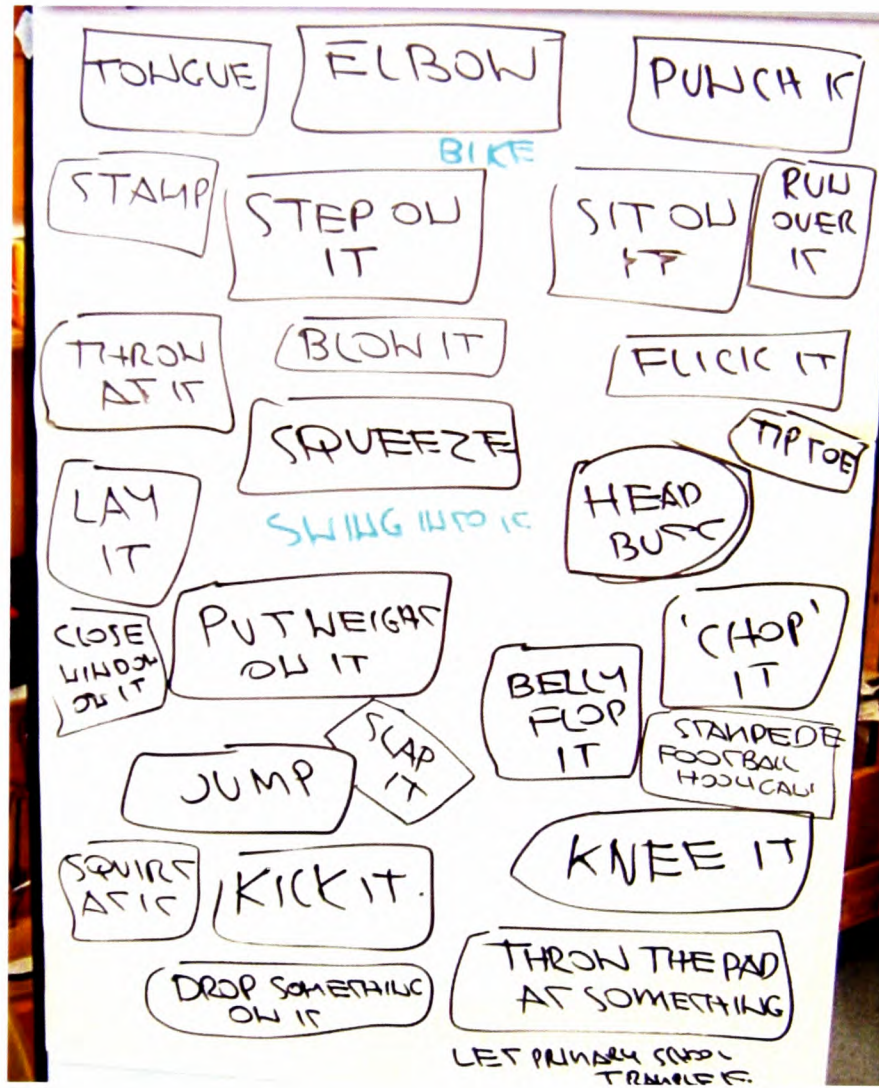 TONGUE
ELBOW
PUNCH IT
BIKE
STAMP
STEP ON
IT
SIT ON
IT
RUN
OVER
IT
THROW
AT IT
BLOW IT
FLICK IT
SQUEEZE
TIP TOE
LAY
IT
SWING INTO IT
HEAD
BUTT
CLOSE
WINDOW
ON IT
PUT WEIGHT
ON IT
'CHOP'
IT
BELLY
FLOP
IT
SLAP
IT
STAMPEDE
FOOTBALL
JUMP
SQUIRT
AT IT
KICK IT.
KNEE IT
DROP SOMETHING
ON IT
THROW THE PAD
AT SOMETHING
LET PRIMARY SCHOOL
TRAMPLE IT.